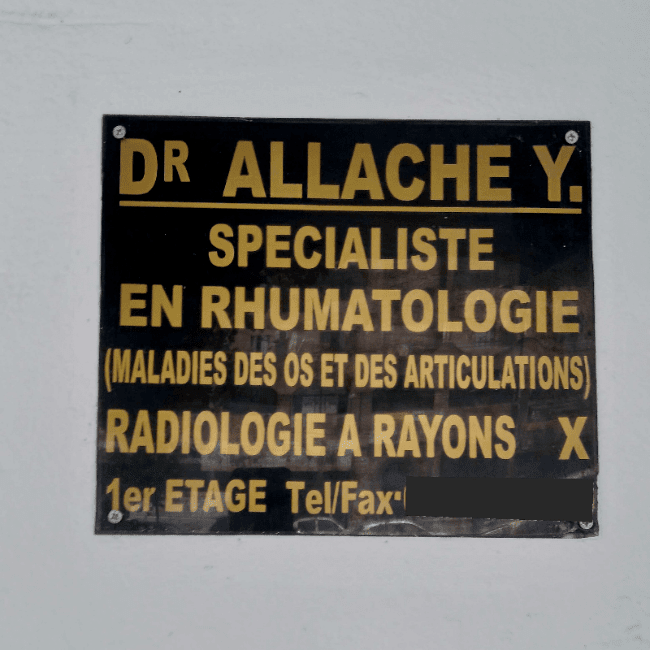 DR ALLACHE Y.
SPECIALISTE
EN RHUMATOLOGIE
(MALADIES DES OS ET DES ARTICULATIONS)
RADIOLOGIE A RAYONS X
1er ETAGE Tel/Fax